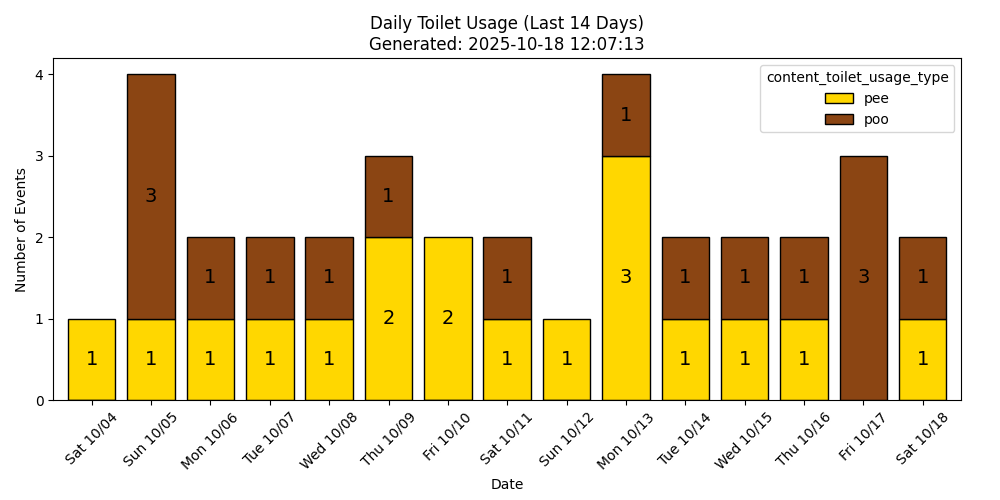 Daily Toilet Usage (Last 14 Days)
Generated: 2025-10-18 12:07:13
content_toilet_usage_type
pee
poo
Number of Events
4
3
2
1
0
1
3
1
1
1
1
1
1
1
1
2
2
1
1
1
1
3
1
1
1
1
1
1
3
1
1
Sat 10/04
Sun 10/05
Mon 10/06
Tue 10/07
Wed 10/08
Thu 10/09
Fri 10/10
Sat 10/11
Sun 10/12
Mon 10/13
Tue 10/14
Wed 10/15
Thu 10/16
Fri 10/17
Sat 10/18
Date